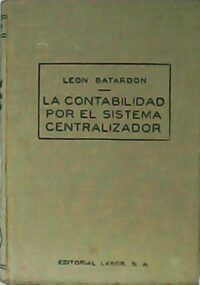 LEON BATARDON
LA CONTABILIDAD
POR EL SISTEMA
CENTRALIZADOR
EDITORIAL LABOR, S. A.